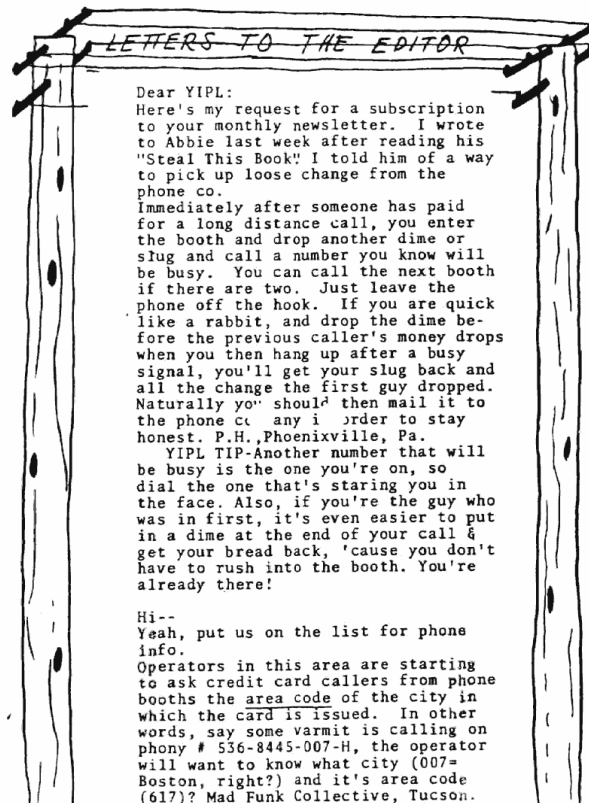 LETTERS TO THE EDITOR
Dear YIPL:
Here's my request for a subscription
to your monthly newsletter. I wrote
to Abbie last week after reading his
"Steal This Book". I told him of a way
to pick up loose change from the
phone co.
Immediately after someone has paid
for a long distance call, you enter
the booth and drop another dime or
slug and call a number you know will
be busy. You can call the next booth
if there are two. Just leave the
phone off the hook. If you are quick
like a rabbit, and drop the dime be-
fore the previous caller's money drops
when you then hang up after a busy
signal, you'll get your slug back and
all the change the first guy dropped.
Naturally you should then mail it to
the phone any order to stay
honest. P.H.,Phoenixville, Pa.
YIPL TIP-Another number that will
be busy is the one you're on, so
dial the one that's staring you in
the face. Also, if you're the guy who
was in first, it's even easier to put
in a dime at the end of your call &
get your bread back, 'cause you don't
have to rush into the booth. You're
already there!
Hi--
Yeah, put us on the list for phone
info.
Operators in this area are starting
to ask credit card callers from phone
booths the area code of the city in
which the card is issued. In other
words, say some varmit is calling on
phony # 536-8445-007-H, the operator
will want to know what city (007=
Boston, right?) and it's area code
(617)? Mad Funk Collective, Tucson.